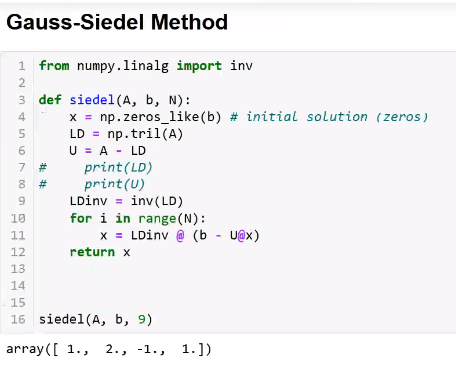 Gauss-Siedel Method
1 from numpy.linalg import inv
2
3 def siedel(A, b, N):
4     x = np.zeros_like(b) # initial solution (zeros)
5     LD = np.tril(A)
6     U = A - LD
7 #     print(LD)
8 #     print(U)
9     LDinv = inv(LD)
10     for i in range(N):
11         x = LDinv @ (b - U@x)
12     return x
13
14
15
16 siedel(A, b, 9)
array([ 1.,  2., -1.,  1.])